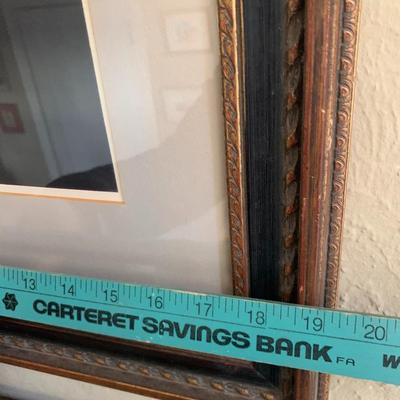 13 14 15 16 17 18 19 20
CARTERET SAVINGS BANK FA W